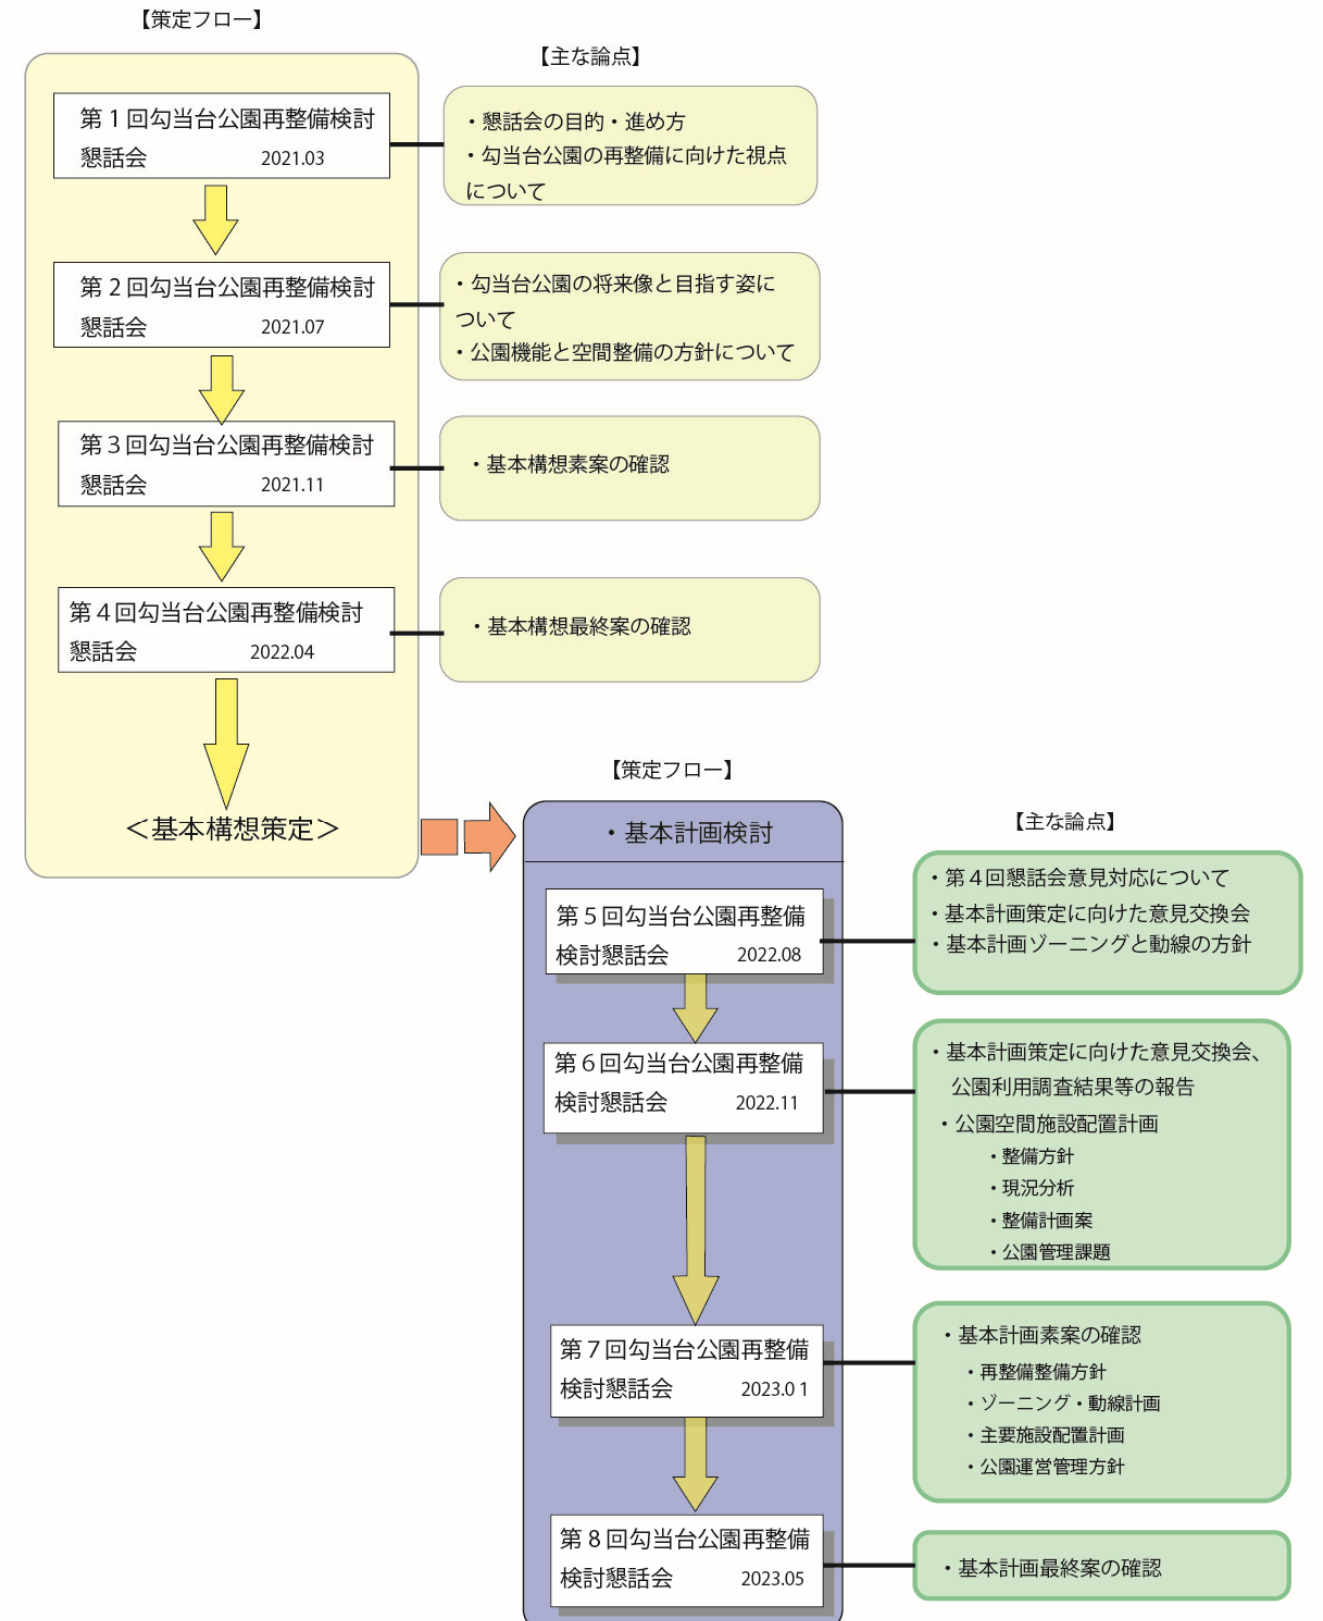 【策定フロー】
【主な論点】
第１回勾当台公園再整備検討
懇話会 2021.03
・懇話会の目的・進め方
・勾当台公園の再整備に向けた視点
について
第２回勾当台公園再整備検討
懇話会 2021.07
・勾当台公園の将来像と目指す姿に
ついて
・公園機能と空間整備の方針について
第３回勾当台公園再整備検討
懇話会 2021.11
・基本構想素案の確認
第４回勾当台公園再整備検討
懇話会 2022.04
・基本構想最終案の確認
＜基本構想策定＞
【策定フロー】
・基本計画検討
【主な論点】
第５回勾当台公園再整備
検討懇話会 2022.08
・第４回懇話会意見対応について
・基本計画策定に向けた意見交換会
・基本計画ゾーニングと動線の方針
第６回勾当台公園再整備
検討懇話会 2022.11
・基本計画策定に向けた意見交換会、
公園利用調査結果等の報告
・公園空間施設配置計画
・整備方針
・現況分析
・整備計画案
・公園管理課題
第７回勾当台公園再整備
検討懇話会 2023.0 1
・基本計画素案の確認
・再整備整備方針
・ゾーニング・動線計画
・主要施設配置計画
・公園運営管理方針
第８回勾当台公園再整備
検討懇話会 2023.05
・基本計画最終案の確認